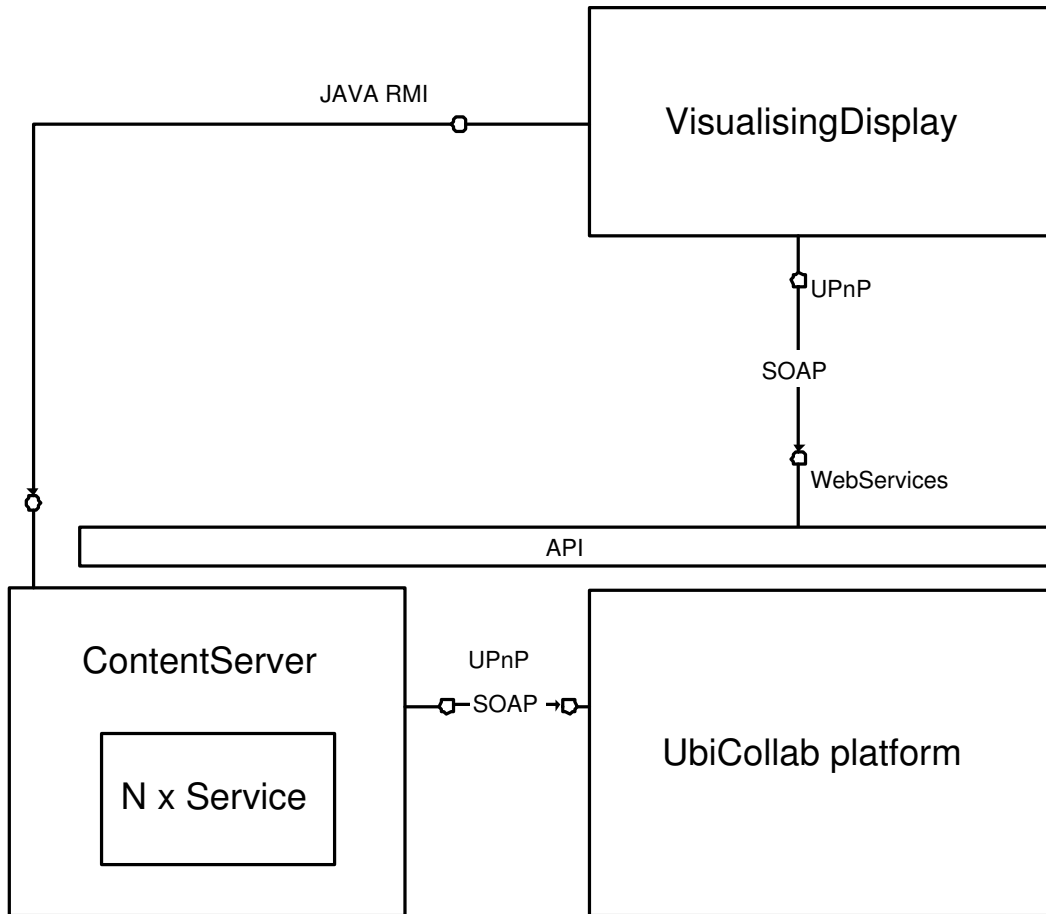 JAVA RMI
VisualisingDisplay
UPnP
SOAP
WebServices
API
ContentServer
UPnP
SOAP
UbiCollab platform
N x Service